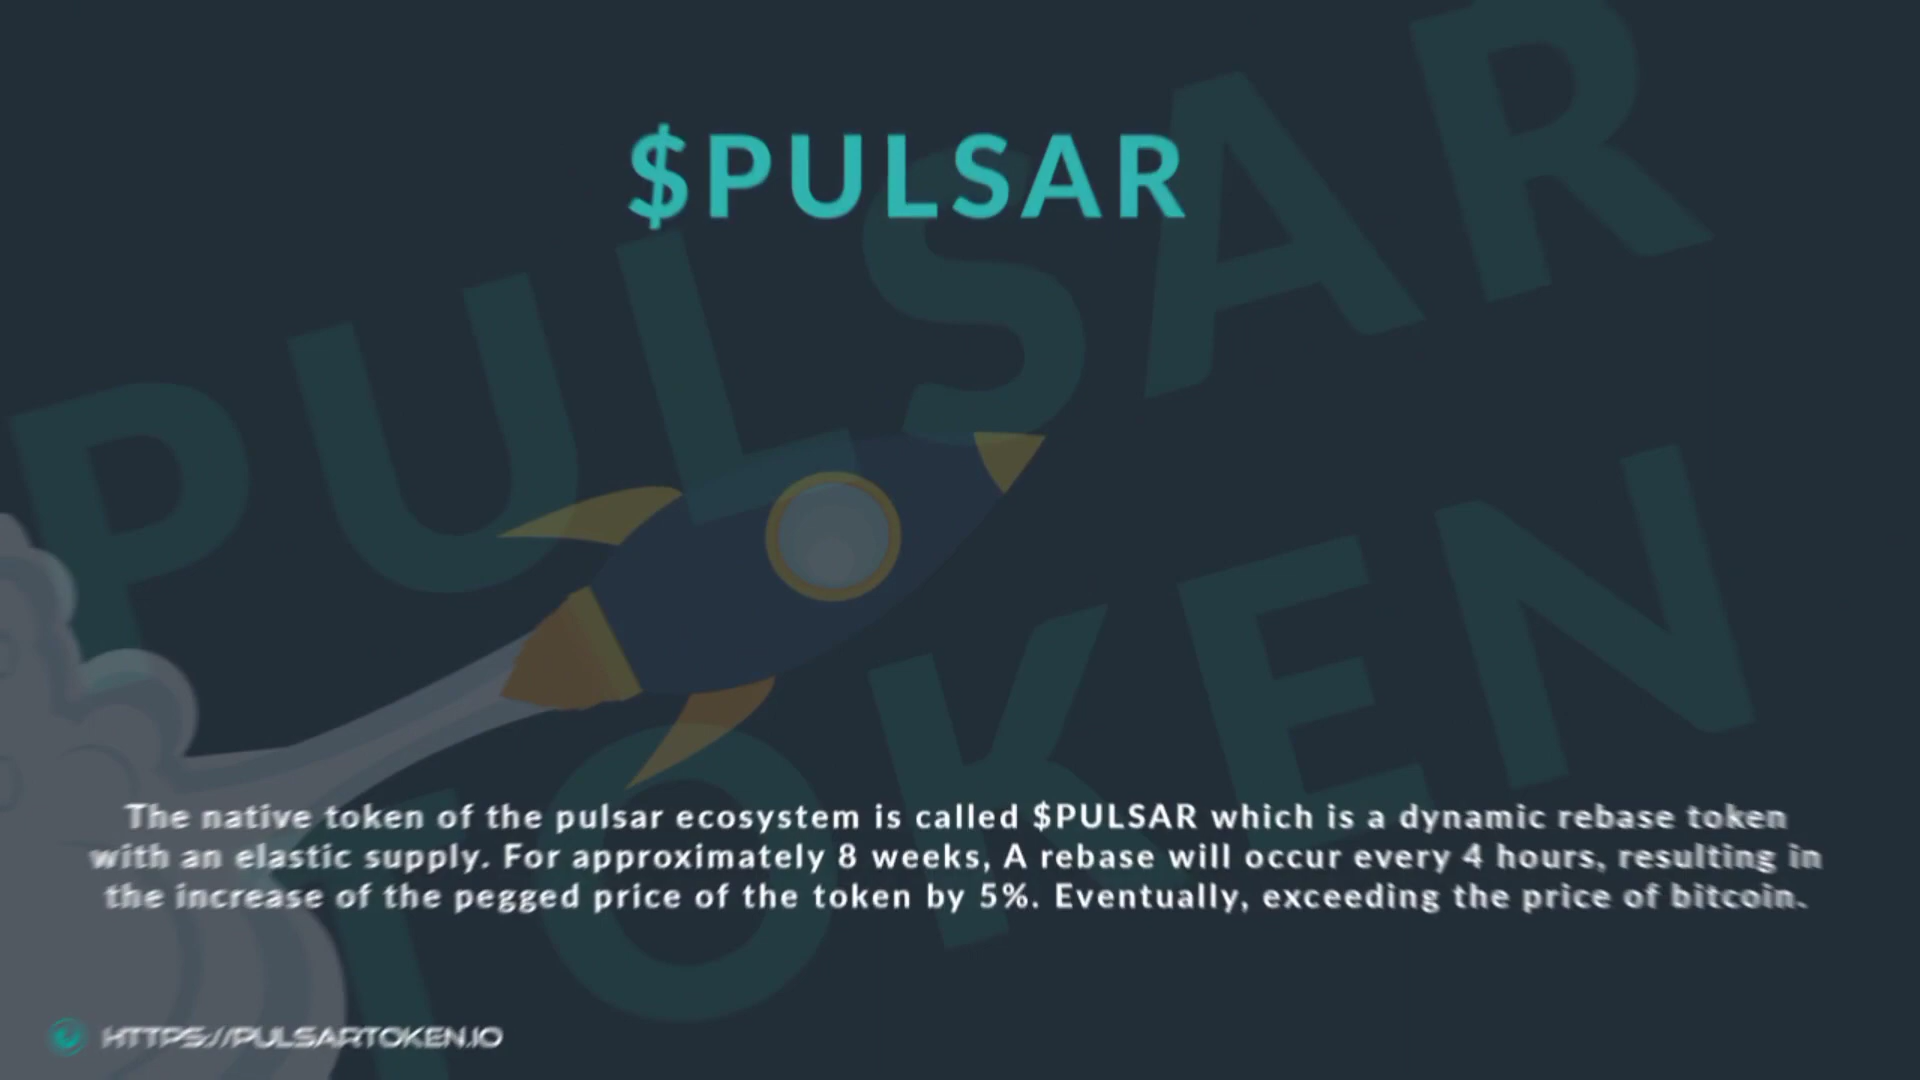 $PULSAR
PULSAR
TOKEN
The native token of the pulsar ecosystem is called $PULSAR which is a dynamic rebase token
with an elastic supply. For approximately 8 weeks, A rebase will occur every 4 hours, resulting in
the increase of the pegged price of the token by 5%. Eventually, exceeding the price of bitcoin.
HTTPS://PULSARTOKEN.IO